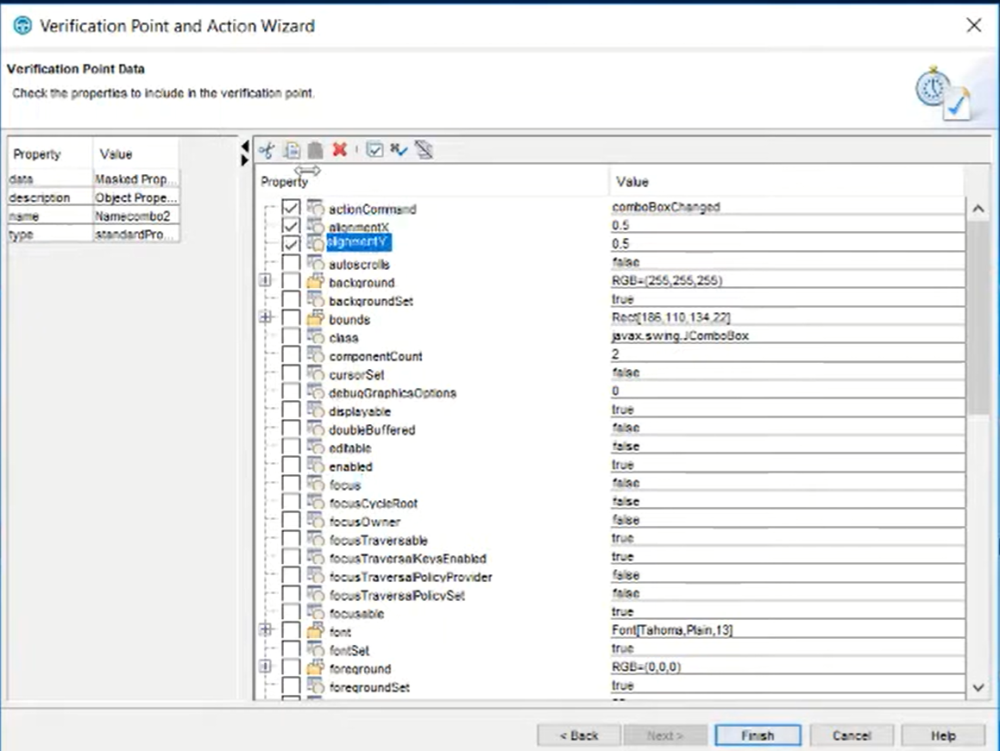 Verification Point and Action Wizard
Verification Point Data
Check the properties to include in the verification point.
Property Value
data Masked Prop...
description Object Prope...
name Namecombo2
type standardPro...
Property Value
actionCommand comboBoxChanged
alignmentX 0.5
alignmentY 0.5
autoscrolls false
background RGB=(255,255,255)
backgroundSet true
bounds Rect[186,110,134,22]
class javax.swing.JComboBox
componentCount 2
cursorSet false
debugGraphicsOptions 0
displayable true
doubleBuffered false
editable false
enabled true
focus false
focusCycleRoot false
focusOwner false
focusTraversable true
focusTraversalKeysEnabled true
focusTraversalPolicyProvider false
focusTraversalPolicySet false
focusable true
font Font[Tahoma,Plain,13]
fontSet true
foreground RGB=(0,0,0)
foregroundSet true
< Back Next > Finish Cancel Help